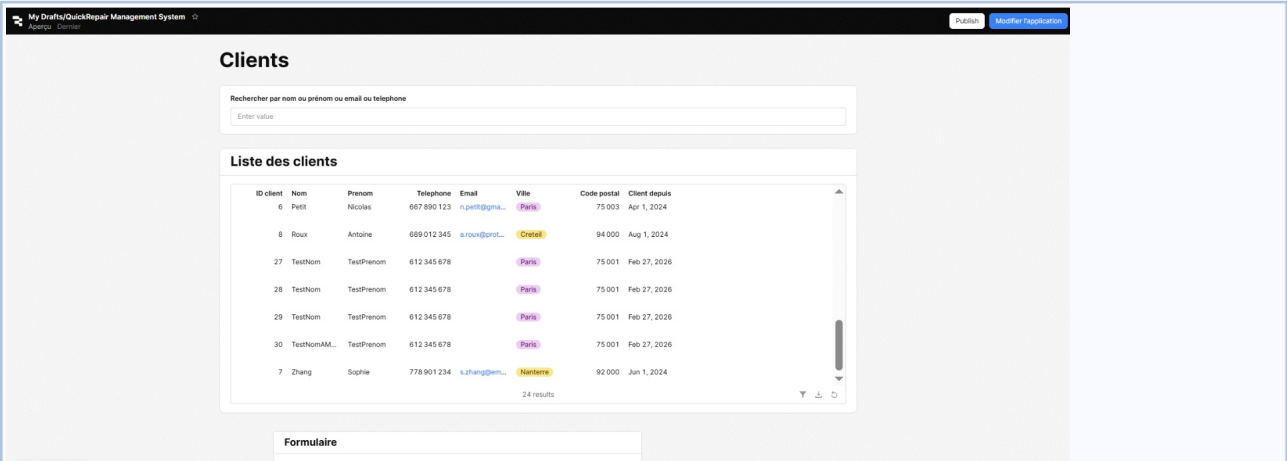 My Drafts/QuickRepair Management System
Aperçu Dernier
Publish Modifier l'application
Clients
Rechercher par nom ou prénom ou email ou telephone
Enter value
Liste des clients
ID client Nom Prenom Telephone Email Ville Code postal Client depuis
6 Petit Nicolas 667 890 123 n.petit@gma... Paris 75 003 Apr 1, 2024
8 Roux Antoine 689 012 345 a.roux@prot... Creteil 94 000 Aug 1, 2024
27 TestNom TestPrenom 612 345 678 Paris 75 001 Feb 27, 2026
28 TestNom TestPrenom 612 345 678 Paris 75 001 Feb 27, 2026
29 TestNom TestPrenom 612 345 678 Paris 75 001 Feb 27, 2026
30 TestNomAM... TestPrenom 612 345 678 Paris 75 001 Feb 27, 2026
7 Zhang Sophie 778 901 234 s.zhang@em... Nanterre 92 000 Jun 1, 2024
24 results
Formulaire